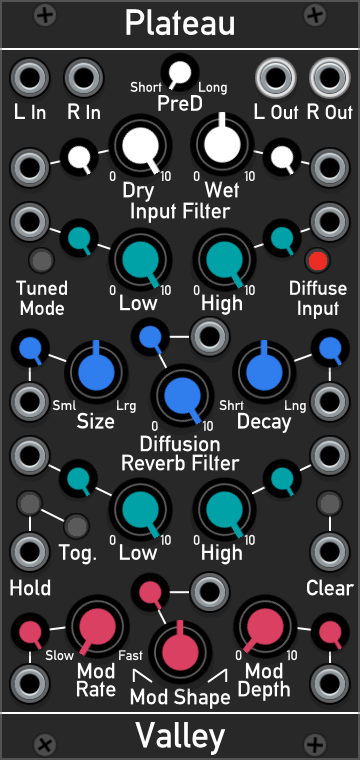 Plateau
Short Long
L In R In PreD L Out R Out
0 10 0 10
Dry Wet
Input Filter
0 10 0 10
Low High
Tuned Mode
Diffuse Input
Sml Lrg Shrt Lng
Size 0 10 Decay
Diffusion
Reverb Filter
0 10 0 10
Tog. Low High
Hold Clear
Slow Fast 0 10
Mod Rate
Mod Shape
Mod Depth
Valley